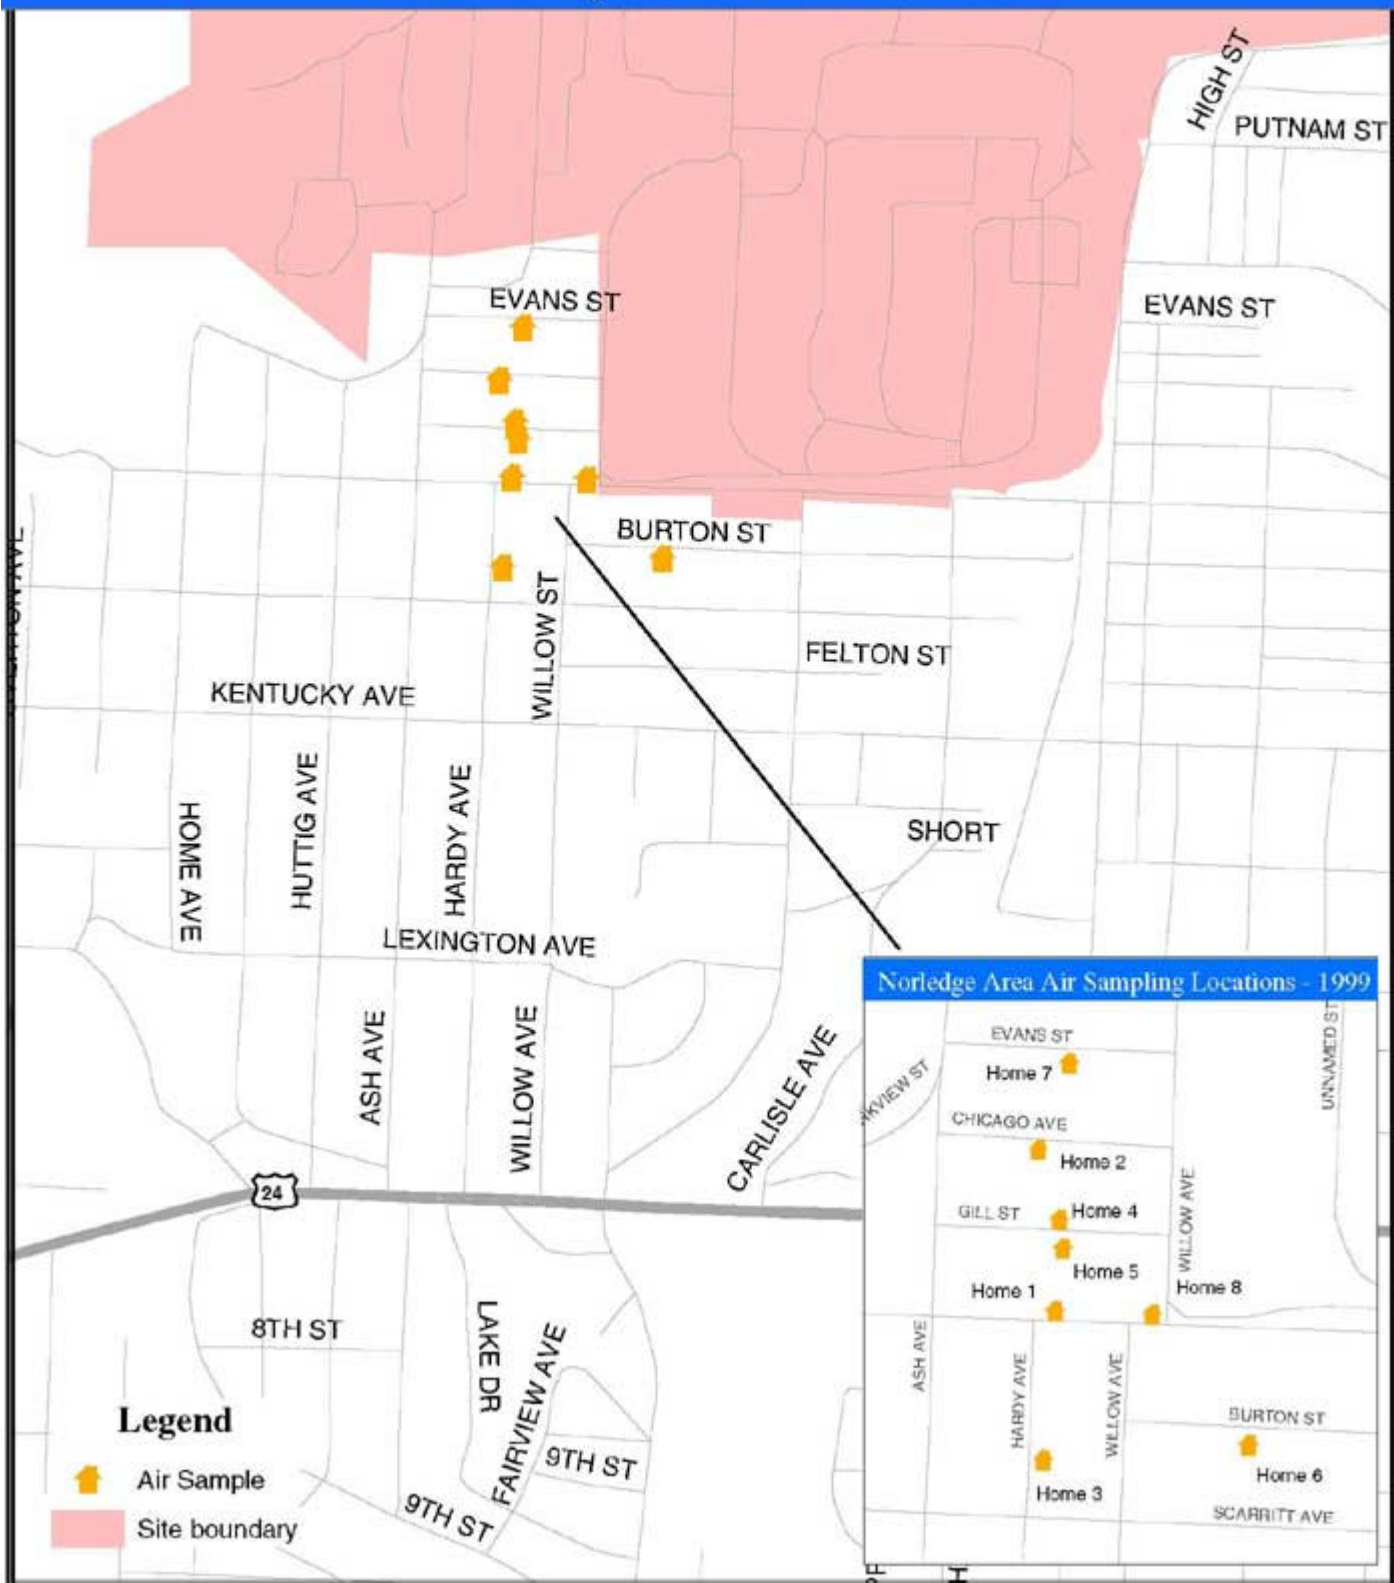 HIGH ST
PUTNAM ST
EVANS ST
EVANS ST
BURTON ST
WILLOW ST
FELTON ST
KENTUCKY AVE
HOME AVE
HUTTIG AVE
HARDY AVE
SHORT
LEXINGTON AVE
ASH AVE
WILLOW AVE
CARLISLE AVE
24
8TH ST
LAKE DR
FAIRVIEW AVE
9TH ST
9TH ST
Legend
Air Sample
Site boundary
Norledge Area Air Sampling Locations - 1999
EVANS ST
UNNAMED ST
Home 7
KVIEW ST
CHICAGO AVE
Home 2
GILL ST
Home 4
WILLOW AVE
Home 5
Home 1
Home 8
ASH AVE
HARDY AVE
WILLOW AVE
BURTON ST
Home 6
Home 3
SCARRITT AVE